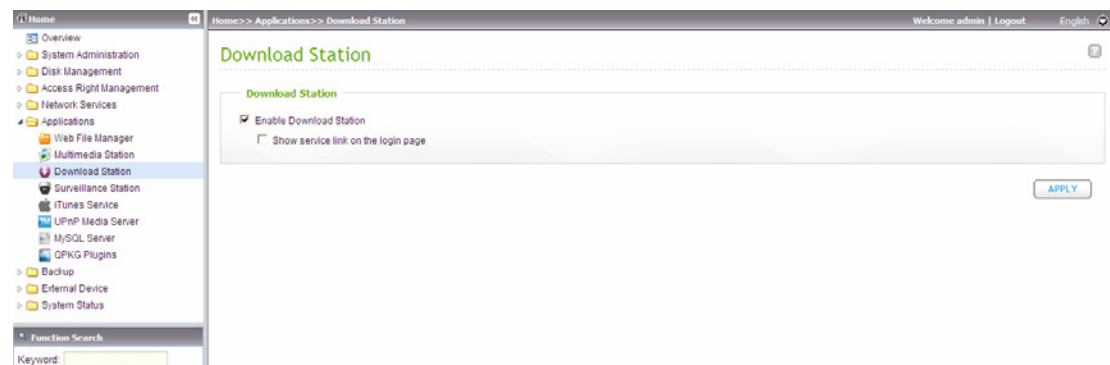 Home
Home>> Applications>> Download Station
Welcome admin | Logout
English
Overview
System Administration
Disk Management
Access Right Management
Network Services
Applications
Web File Manager
Multimedia Station
Download Station
Surveillance Station
iTunes Service
UPnP Media Server
MySQL Server
QPKG Plugins
Backup
External Device
System Status
Function Search
Keyword:
Download Station
Download Station
Enable Download Station
Show service link on the login page
APPLY